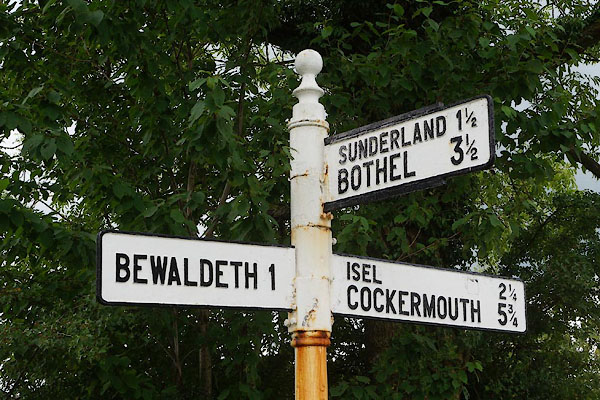 SUNDERLAND 1½
BOTHEL 3½
BEWALDETH 1
ISEL 2¼
COCKERMOUTH 5¾